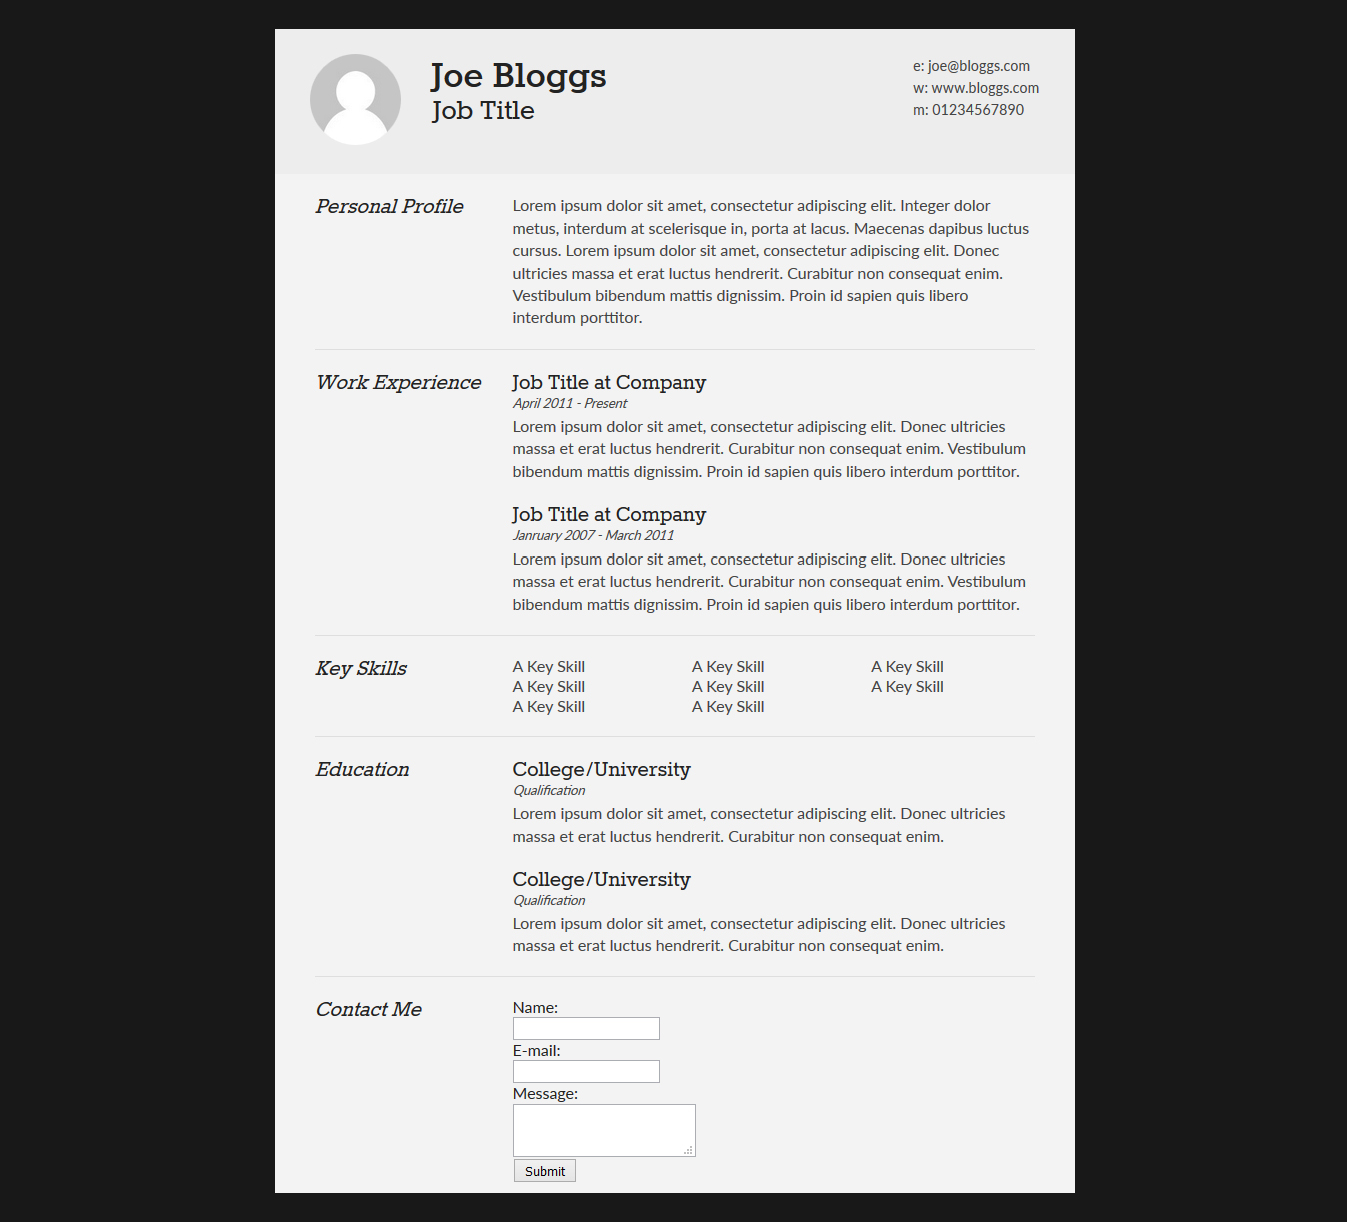 Joe Bloggs
Job Title
e: joe@bloggs.com
w: www.bloggs.com
m: 01234567890
Personal Profile
Lorem ipsum dolor sit amet, consectetur adipiscing elit. Integer dolor
metus, interdum at scelerisque in, porta at lacus. Maecenas dapibus luctus
cursus. Lorem ipsum dolor sit amet, consectetur adipiscing elit. Donec
ultricies massa et erat luctus hendrerit. Curabitur non consequat enim.
Vestibulum bibendum mattis dignissim. Proin id sapien quis libero
interdum porttitor.
Work Experience
Job Title at Company
April 2011 - Present
Lorem ipsum dolor sit amet, consectetur adipiscing elit. Donec ultricies
massa et erat luctus hendrerit. Curabitur non consequat enim. Vestibulum
bibendum mattis dignissim. Proin id sapien quis libero interdum porttitor.
Job Title at Company
Janruary 2007 - March 2011
Lorem ipsum dolor sit amet, consectetur adipiscing elit. Donec ultricies
massa et erat luctus hendrerit. Curabitur non consequat enim. Vestibulum
bibendum mattis dignissim. Proin id sapien quis libero interdum porttitor.
Key Skills
A Key Skill A Key Skill A Key Skill
A Key Skill A Key Skill A Key Skill
A Key Skill A Key Skill
Education
College/University
Qualification
Lorem ipsum dolor sit amet, consectetur adipiscing elit. Donec ultricies
massa et erat luctus hendrerit. Curabitur non consequat enim.
College/University
Qualification
Lorem ipsum dolor sit amet, consectetur adipiscing elit. Donec ultricies
massa et erat luctus hendrerit. Curabitur non consequat enim.
Contact Me
Name:
E-mail:
Message:
Submit